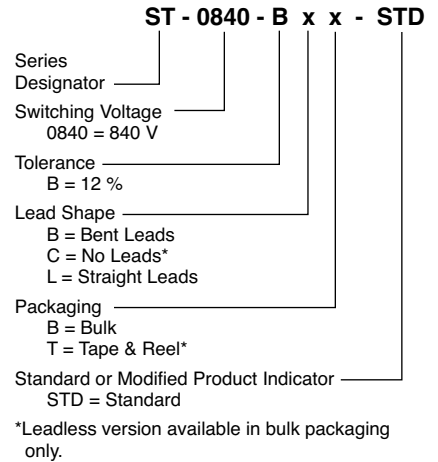 ST - 0840 - B x x - STD
Series
Designator
Switching Voltage
0840 = 840 V
Tolerance
B = 12 %
Lead Shape
B = Bent Leads
C = No Leads*
L = Straight Leads
Packaging
B = Bulk
T = Tape & Reel*
Standard or Modified Product Indicator
STD = Standard
*Leadless version available in bulk packaging
only.